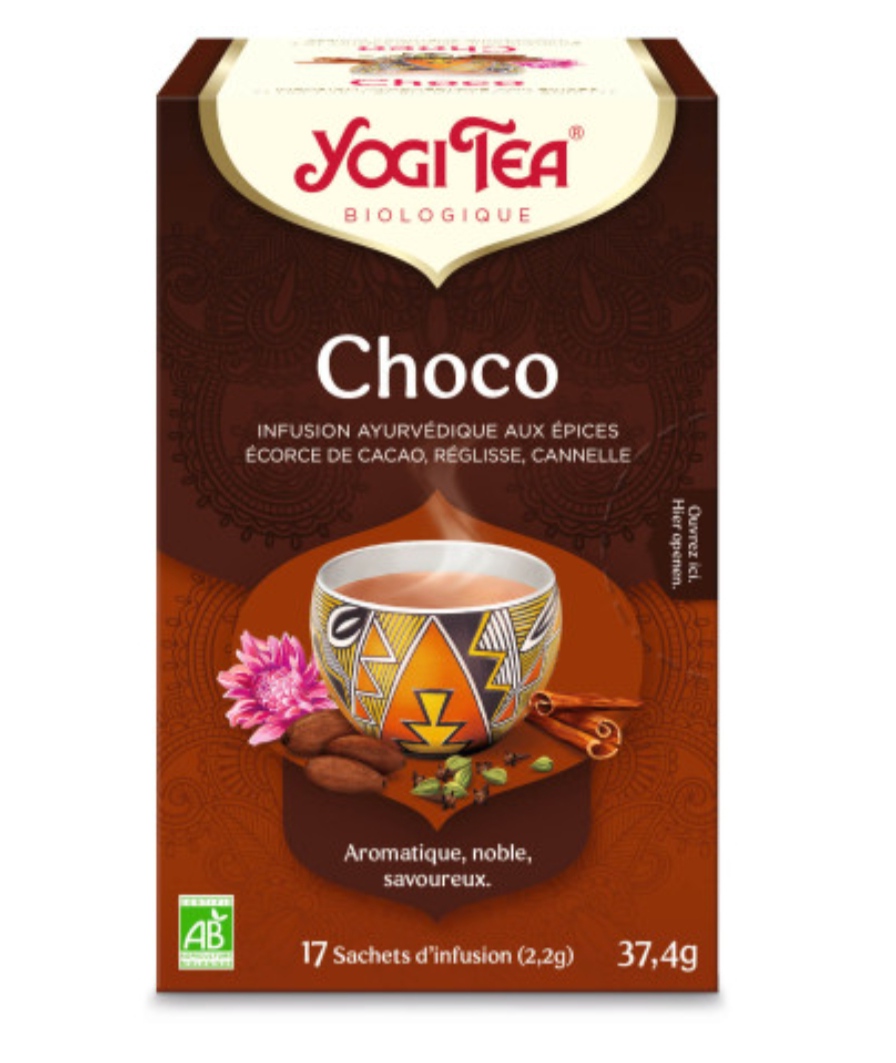 Choco
YOGI TEA®
BIOLOGIQUE
Choco
INFUSION AYURVÉDIQUE AUX ÉPICES
ÉCORCE DE CACAO, RÉGLISSE, CANNELLE
Ouvrez ici.
Hier openen.
Aromatique, noble,
savoureux.
AB
17 Sachets d'infusion (2,2g)
37,4g